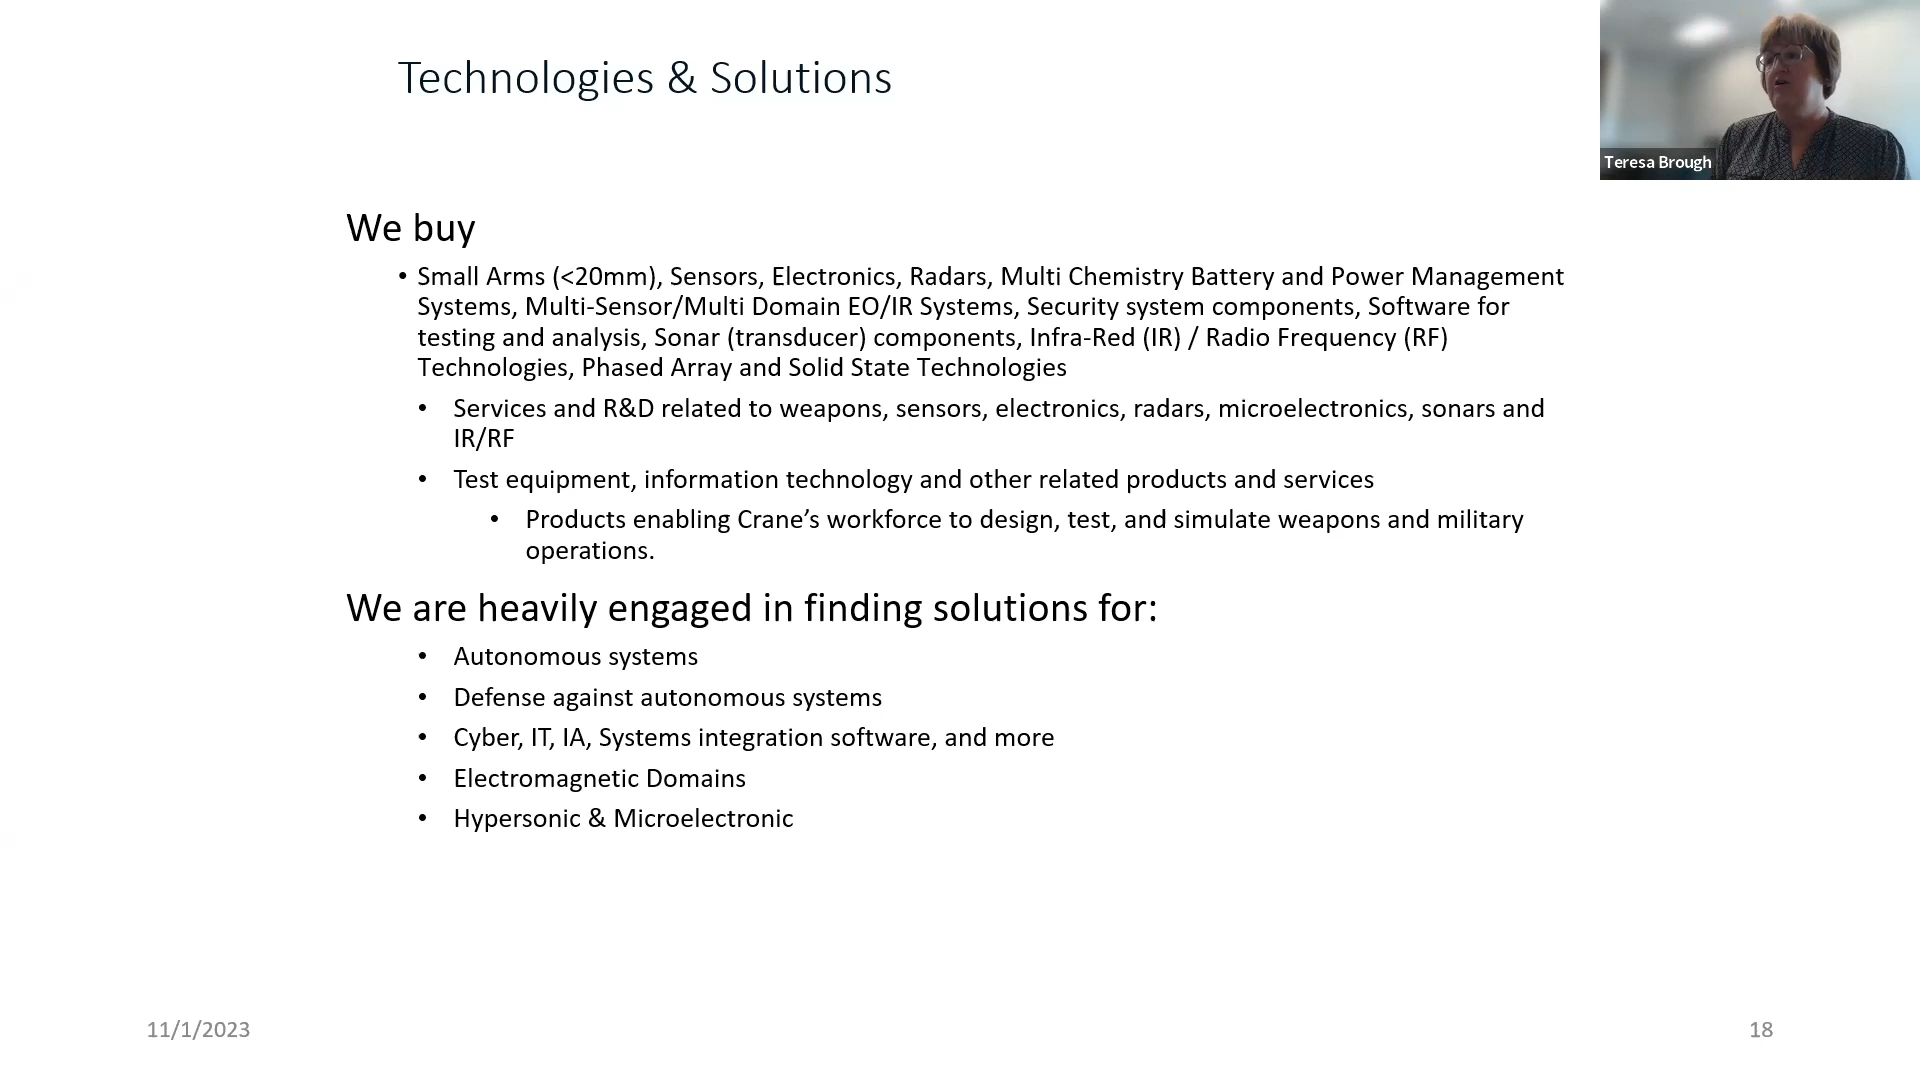 Technologies & Solutions
Teresa Brough
We buy
• Small Arms (<20mm), Sensors, Electronics, Radars, Multi Chemistry Battery and Power Management
Systems, Multi-Sensor/Multi Domain EO/IR Systems, Security system components, Software for
testing and analysis, Sonar (transducer) components, Infra-Red (IR) / Radio Frequency (RF)
Technologies, Phased Array and Solid State Technologies
• Services and R&D related to weapons, sensors, electronics, radars, microelectronics, sonars and
IR/RF
• Test equipment, information technology and other related products and services
• Products enabling Crane’s workforce to design, test, and simulate weapons and military
operations.
We are heavily engaged in finding solutions for:
• Autonomous systems
• Defense against autonomous systems
• Cyber, IT, IA, Systems integration software, and more
• Electromagnetic Domains
• Hypersonic & Microelectronic
11/1/2023
18